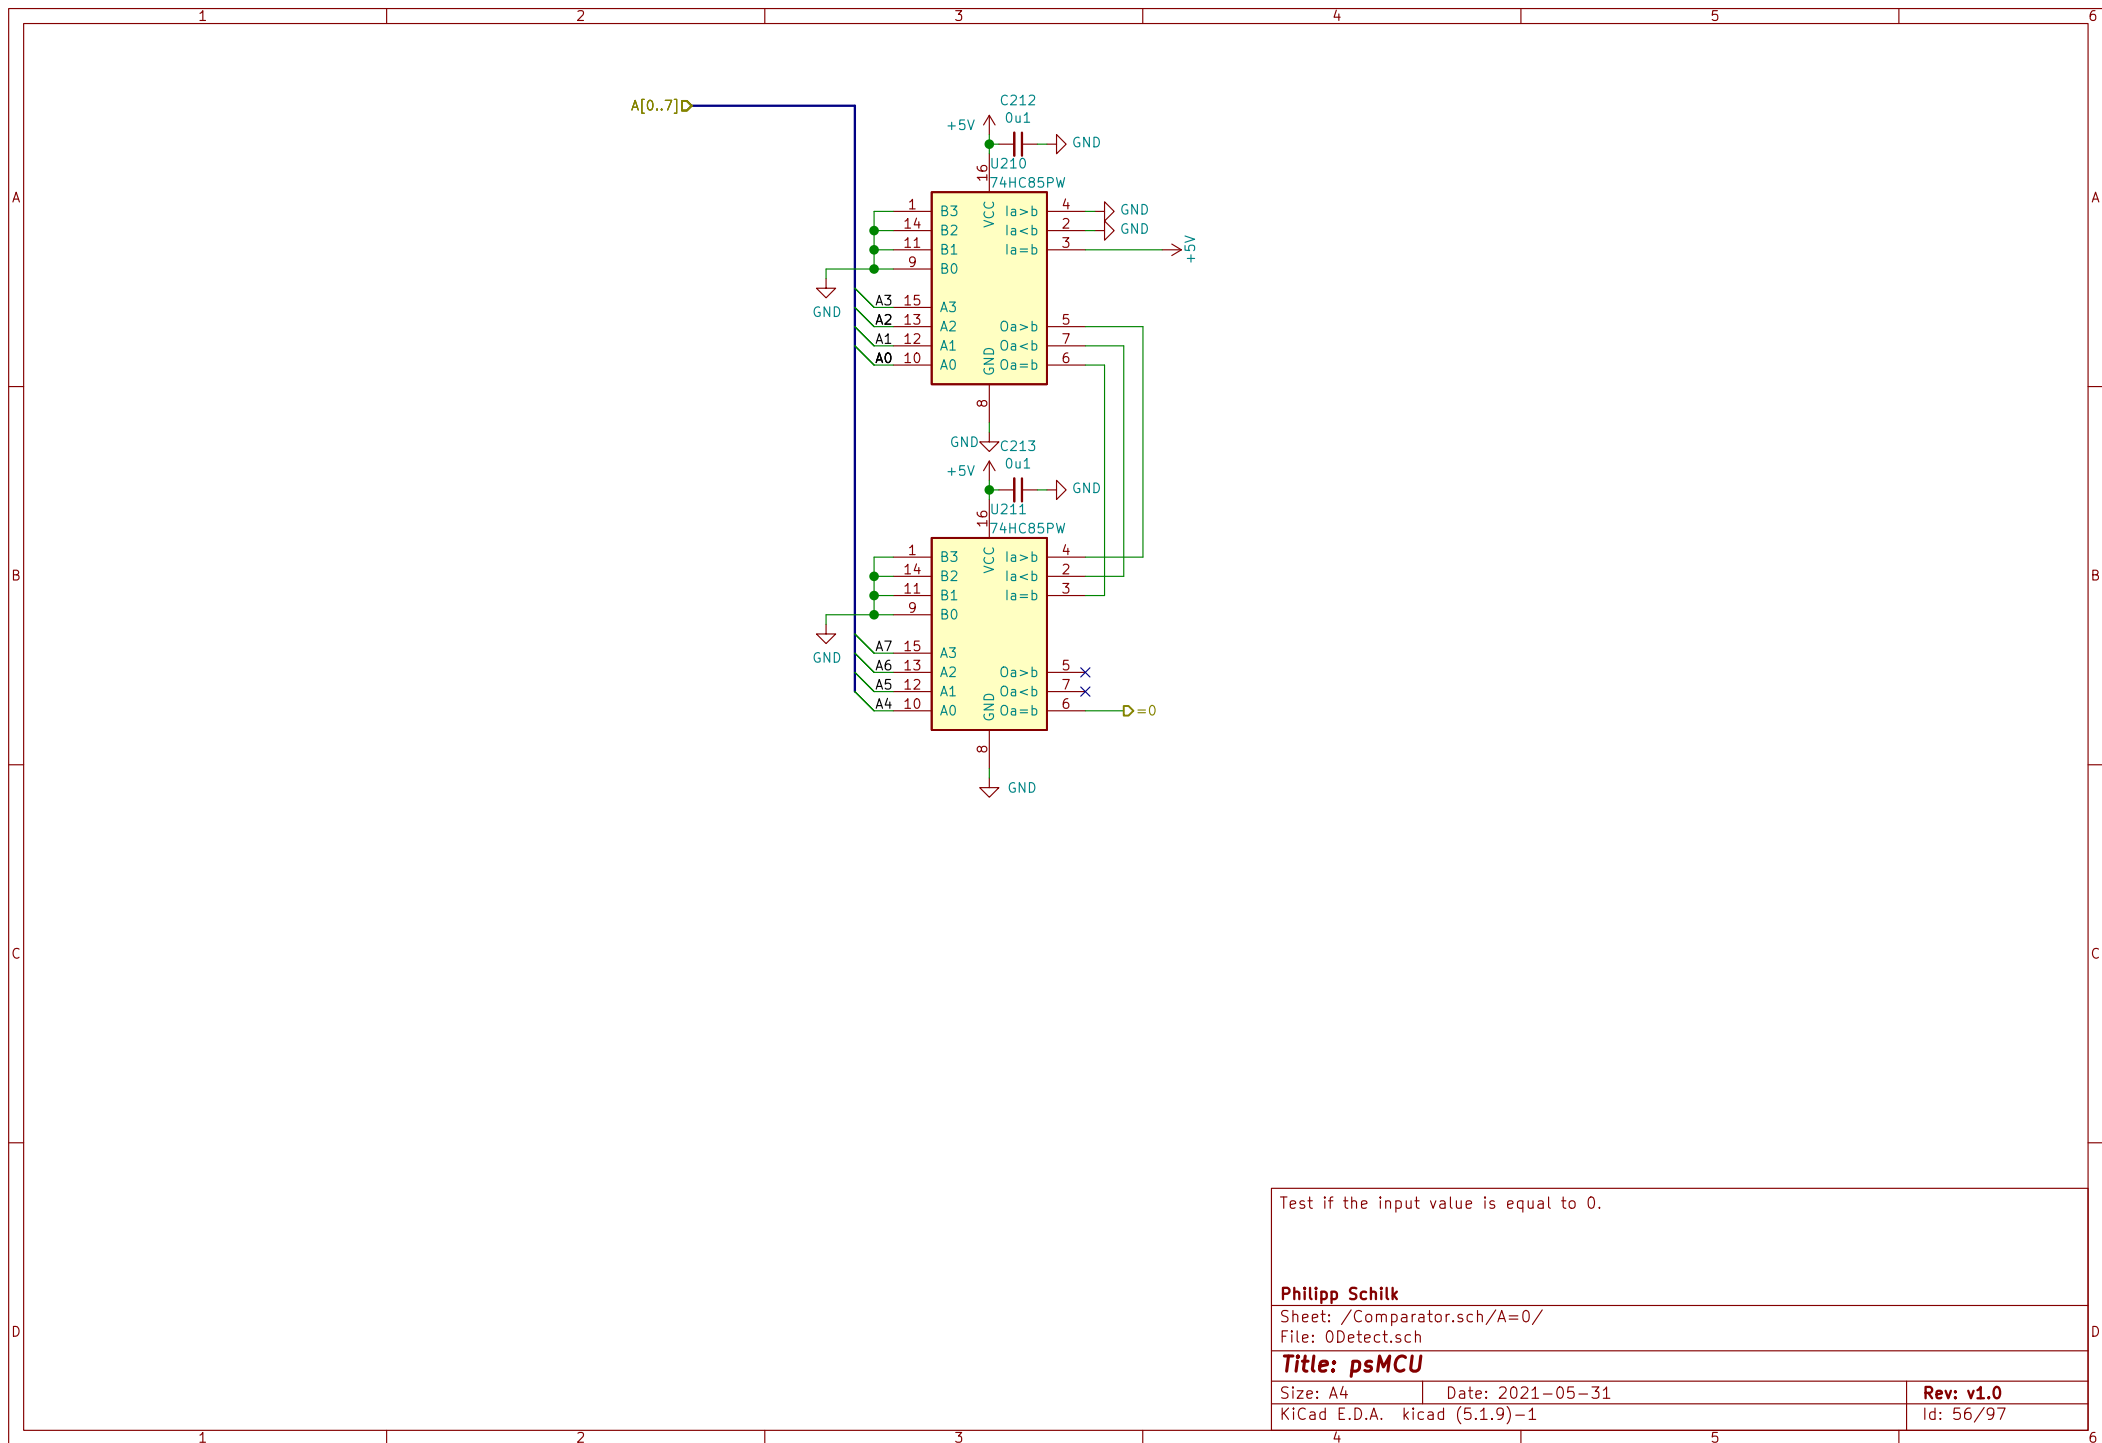 1 2 3 4 5 6
A[0..7]
C212
0u1
+5V
GND
U210
16
74HC85PW
A A
1 B3 VCC Ia>b 4 GND
14 B2 Ia<b 2 GND
11 B1 Ia=b 3 +5V
9 B0
GND
A3 15 A3
A2 13 A2 Oa>b 5
A1 12 A1 Oa<b 7
A0 10 A0 GND Oa=b 6
8
GND
C213
0u1
+5V
GND
U211
16
74HC85PW
1 B3 VCC Ia>b 4
B B
14 B2 Ia<b 2
11 B1 Ia=b 3
9 B0
GND
A7 15 A3
A6 13 A2 Oa>b 5
A5 12 A1 Oa<b 7
A4 10 A0 GND Oa=b 6 =0
8
GND
C C
Test if the input value is equal to 0.
Philipp Schilk
Sheet: /Comparator.sch/A=0/
File: 0Detect.sch
D D
Title: psMCU
Size: A4 Date: 2021-05-31 Rev: v1.0
KiCad E.D.A. kicad (5.1.9)-1 Id: 56/97
1 2 3 4 5 6